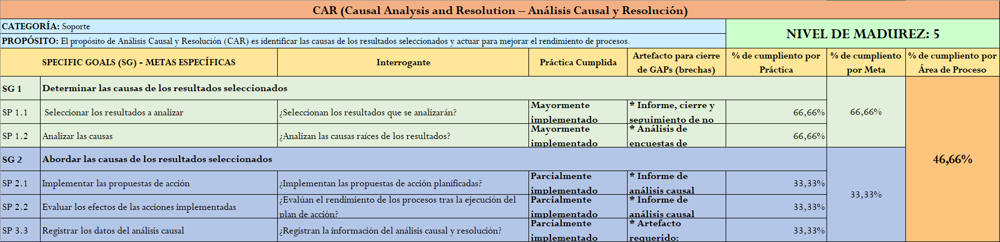 CAR (Causal Analysis and Resolution – Análisis Causal y Resolución)
CATEGORÍA: Soporte
PROPÓSITO: El propósito de Análisis Causal y Resolución (CAR) es identificar las causas de los resultados seleccionados y actuar para mejorar el rendimiento de procesos.
NIVEL DE MADUREZ: 5
SPECIFIC GOALS (SG) - METAS ESPECÍFICAS
Interrogante
Práctica Cumplida
Artefacto para cierre
de GAPs (brechas)
% de cumpliento por
Práctica
% de cumpliento
por Meta
% de cumpliento por
Área de Proceso
SG 1
Determinar las causas de los resultados seleccionados
66,66%
46,66%
SP 1.1
Seleccionar los resultados a analizar
¿Seleccionan los resultados que se analizarán?
Mayormente
implementado
* Informe, cierre y
seguimiento de no
66,66%
SP 1.2
Analizar las causas
¿Analizan las causas raíces de los resultados?
Mayormente
implementado
* Análisis de
encuestas de
66,66%
SG 2
Abordar las causas de los resultados seleccionados
33,33%
SP 2.1
Implementar las propuestas de acción
¿Implementan las propuestas de acción planificadas?
Parcialmente
implementado
* Informe de
análisis causal
33,33%
SP 2.2
Evaluar los efectos de las acciones implementadas
¿Evalúan el rendimiento de los procesos tras la ejecución del
plan de acción?
Parcialmente
implementado
* Informe de
análisis causal
33,33%
SP 3.3
Registrar los datos del análisis causal
¿Registran la información del análisis causal y resolución?
Parcialmente
implementado
* Artefacto
requerido:
33,33%